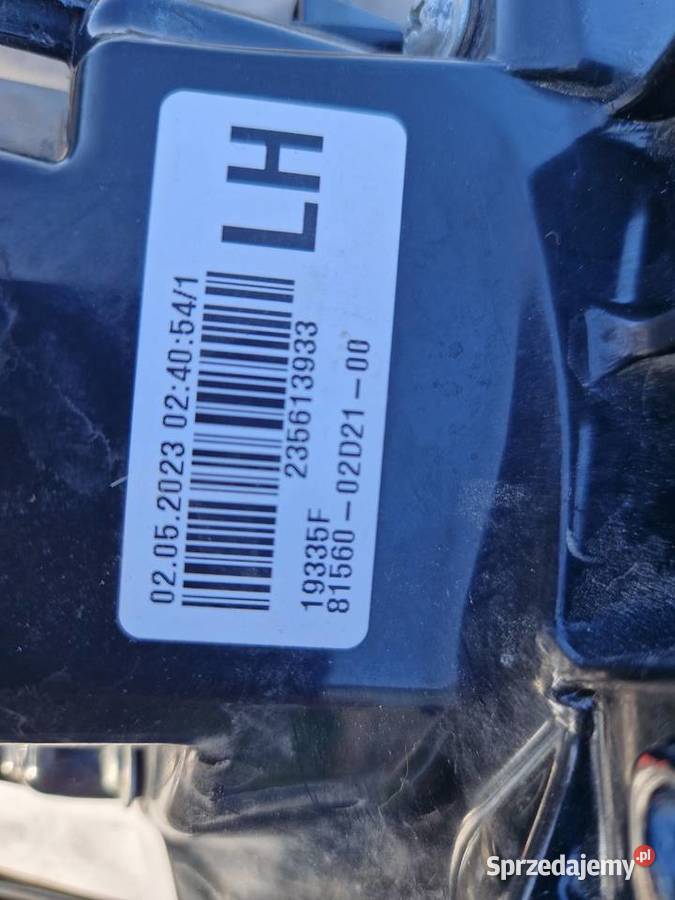 02.05.2023 02:40:54/1
LH
235613933
19335F
81560-02D21-00
Sprzedajemy.pl